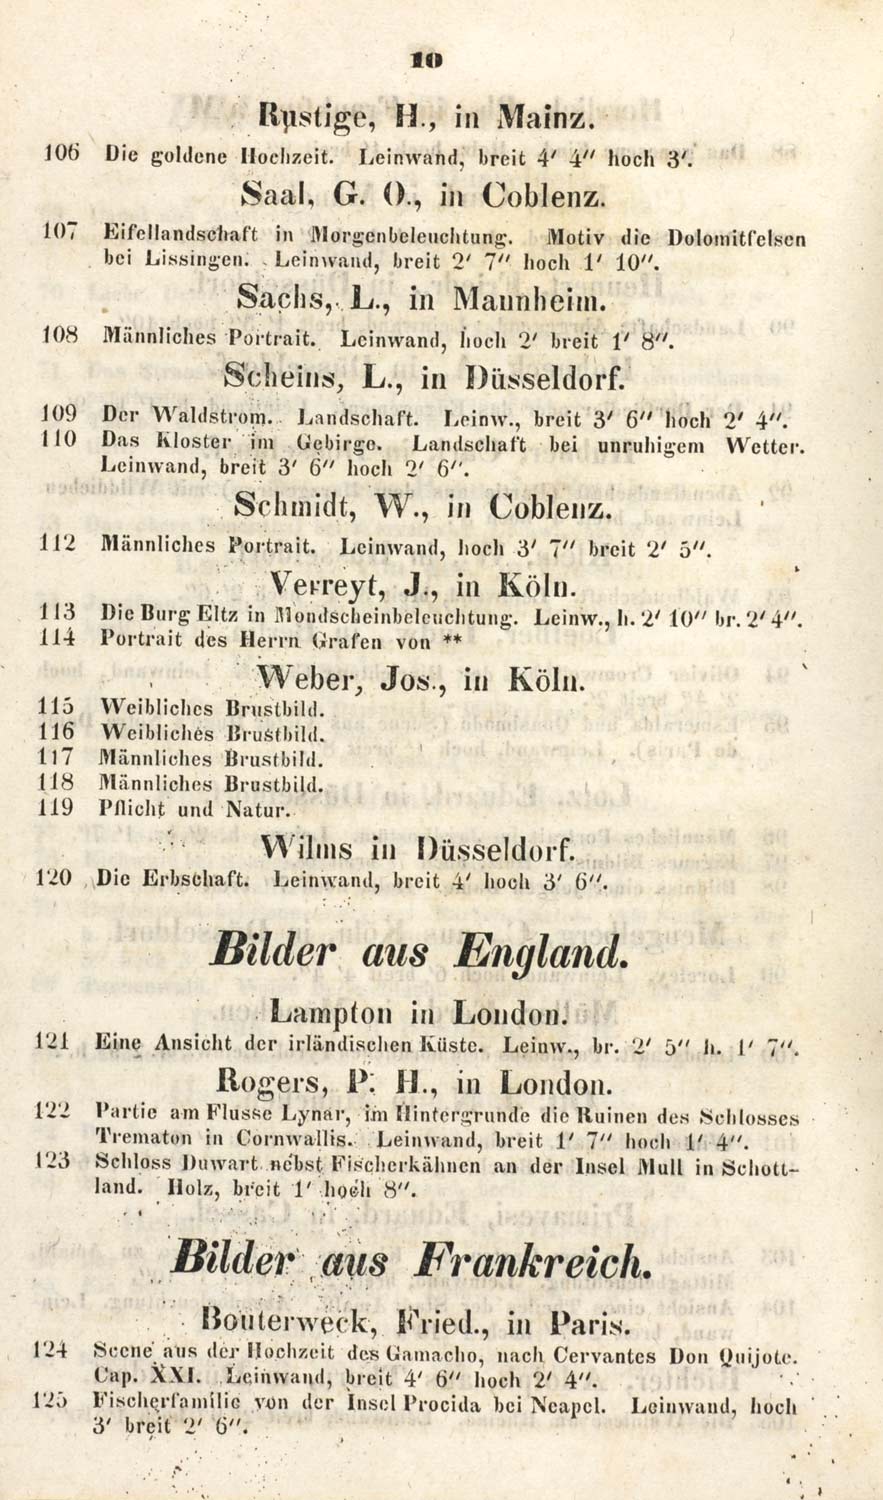 10
Rustige, H., in Mainz.
106 Die goldene Hochzeit. Leinwand, breit 4' 4" hoch 3'.
Saal, G. O., in Coblenz.
107 Eifellandschaft in Morgenbeleuchtung. Motiv die Dolomitfelsen
bei Lissingen. Leinwand, breit 2' 7" hoch 1' 10".
Sachs, L., in Mannheim.
108 Männliches Portrait. Leinwand, hoch 2' breit 1' 8".
Scheins, L., in Düsseldorf.
109 Der Waldstrom. Landschaft. Leinw., breit 3' 6" hoch 2' 4".
110 Das Kloster im Gebirge. Landschaft bei unruhigem Wetter.
Leinwand, breit 3' 6" hoch 2' 6".
Schmidt, W., in Coblenz.
112 Männliches Portrait. Leinwand, hoch 3' 7" breit 2' 5".
Verreyt, J., in Köln.
113 Die Burg Eltz in Mondscheinbeleuchtung. Leinw., h. 2' 10" br. 2' 4".
114 Portrait des Herrn Grafen von **
Weber, Jos., in Köln.
115 Weibliches Brustbild.
116 Weibliches Brustbild.
117 Männliches Brustbild.
118 Männliches Brustbild.
119 Pflicht und Natur.
Wilms in Düsseldorf.
120 Die Erbschaft. Leinwand, breit 4' hoch 3' 6".
Bilder aus England.
Lampton in London.
121 Eine Ansicht der irländischen Küste. Leinw., br. 2' 5" h. 1' 7".
Rogers, P. H., in London.
122 Partie am Flusse Lynar, im Hintergrunde die Ruinen des Schlosses
Trematon in Cornwallis. Leinwand, breit 1' 7" hoch 1' 4".
123 Schloss Duwart nebst Fischerkähnen an der Insel Mull in Schott-
land. Holz, breit 1' hoch 8".
Bilder aus Frankreich.
Bouterweck, Fried., in Paris.
124 Scene aus der Hochzeit des Gamacho, nach Cervantes Don Quijote.
Cap. XXI. Leinwand, breit 4' 6" hoch 2' 4".
125 Fischerfamilie von der Insel Procida bei Neapel. Leinwand, hoch
3' breit 2' 6".